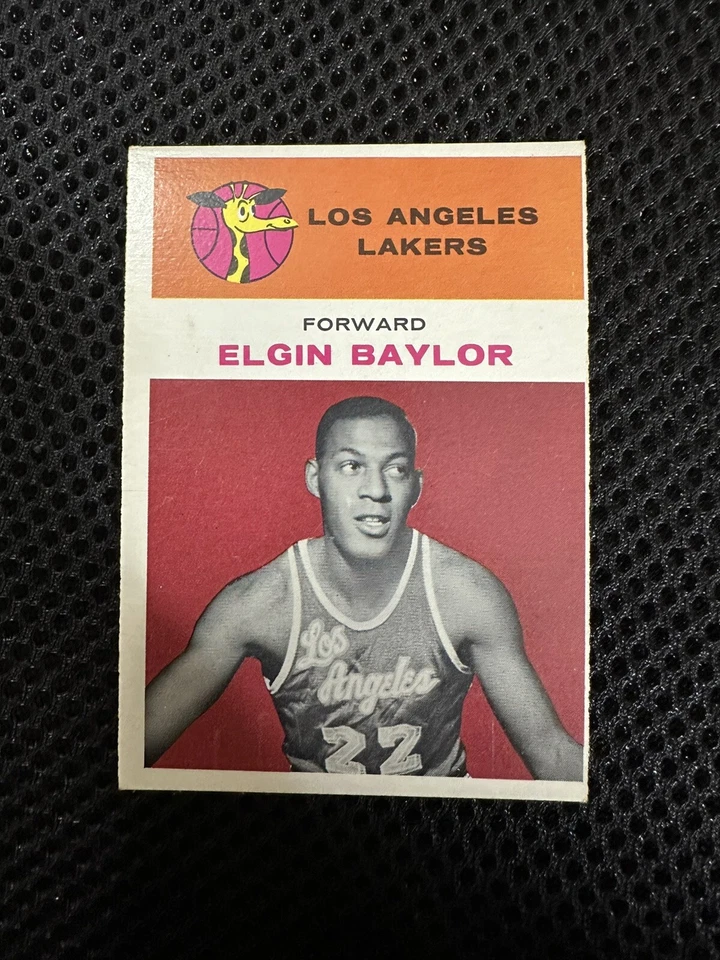 LOS ANGELES
LAKERS
FORWARD
ELGIN BAYLOR
Los
Angeles
22